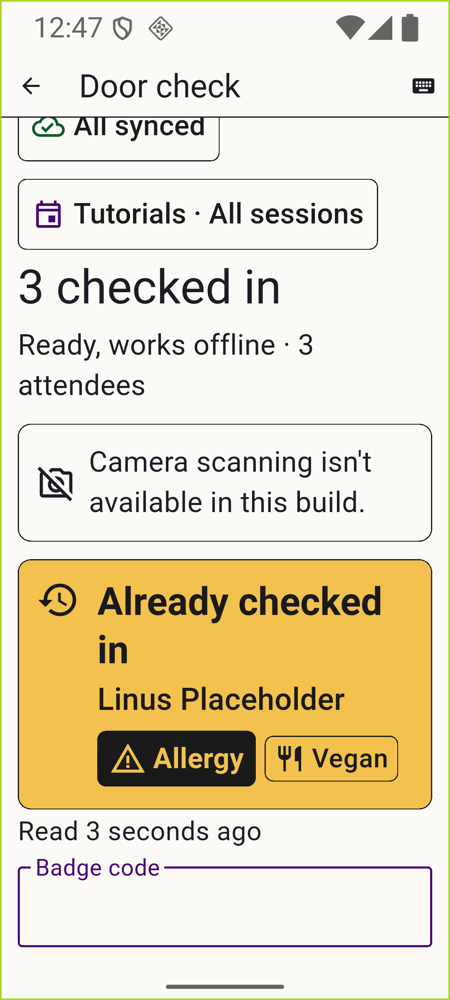 12:47
Door check
All synced
Tutorials · All sessions
3 checked in
Ready, works offline · 3
attendees
Camera scanning isn't
available in this build.
Already checked
in
Linus Placeholder
Allergy
Vegan
Read 3 seconds ago
Badge code